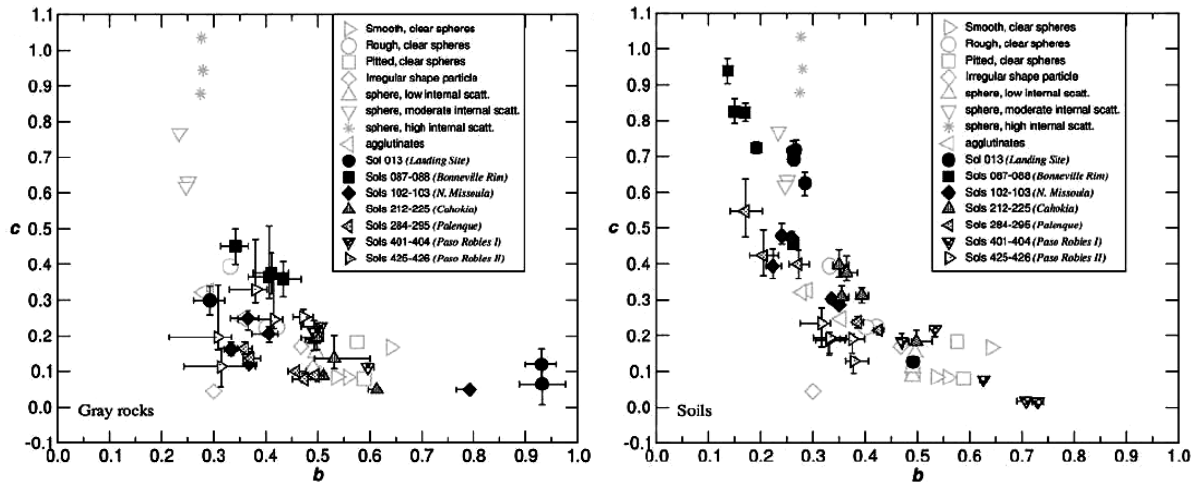 1.1
1.0
0.9
0.8
0.7
0.6
0.5
0.4
0.3
0.2
0.1
0.0
-0.1
c
Smooth, clear spheres
Rough, clear spheres
Pitted, clear spheres
Irregular shape particle
sphere, low internal scatt.
sphere, moderate internal scatt.
sphere, high internal scatt.
agglutinates
Sol 013 (Landing Site)
Sols 087-088 (Bonneville Rim)
Sols 102-103 (N. Missoula)
Sols 212-225 (Cahokia)
Sols 284-295 (Palenque)
Sols 401-404 (Paso Robles I)
Sols 425-426 (Paso Robles II)
Gray rocks
0.0 0.1 0.2 0.3 0.4 0.5 0.6 0.7 0.8 0.9 1.0
b
1.1
1.0
0.9
0.8
0.7
0.6
0.5
0.4
0.3
0.2
0.1
0.0
-0.1
c
Smooth, clear spheres
Rough, clear spheres
Pitted, clear spheres
Irregular shape particle
sphere, low internal scatt.
sphere, moderate internal scatt.
sphere, high internal scatt.
agglutinates
Sol 013 (Landing Site)
Sols 087-088 (Bonneville Rim)
Sols 102-103 (N. Missoula)
Sols 212-225 (Cahokia)
Sols 284-295 (Palenque)
Sols 401-404 (Paso Robles I)
Sols 425-426 (Paso Robles II)
Soils
0.0 0.1 0.2 0.3 0.4 0.5 0.6 0.7 0.8 0.9 1.0
b